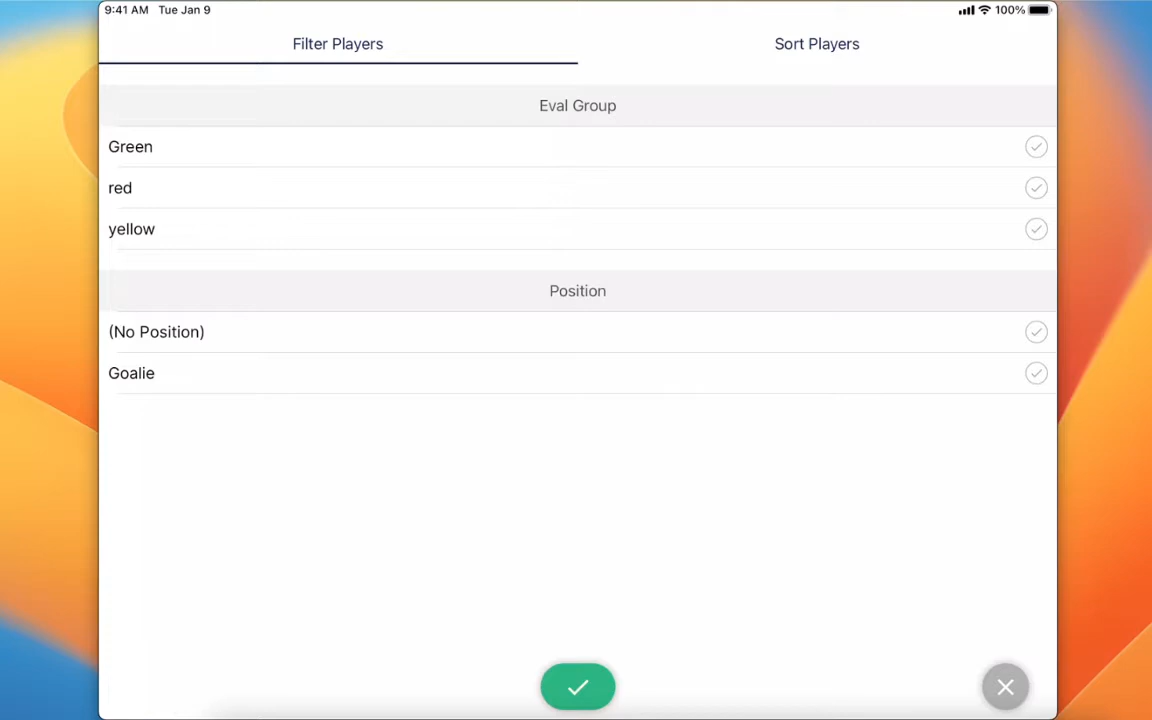 9:41 AM Tue Jan 9 100%
Filter Players Sort Players
Eval Group
Green
red
yellow
Position
(No Position)
Goalie